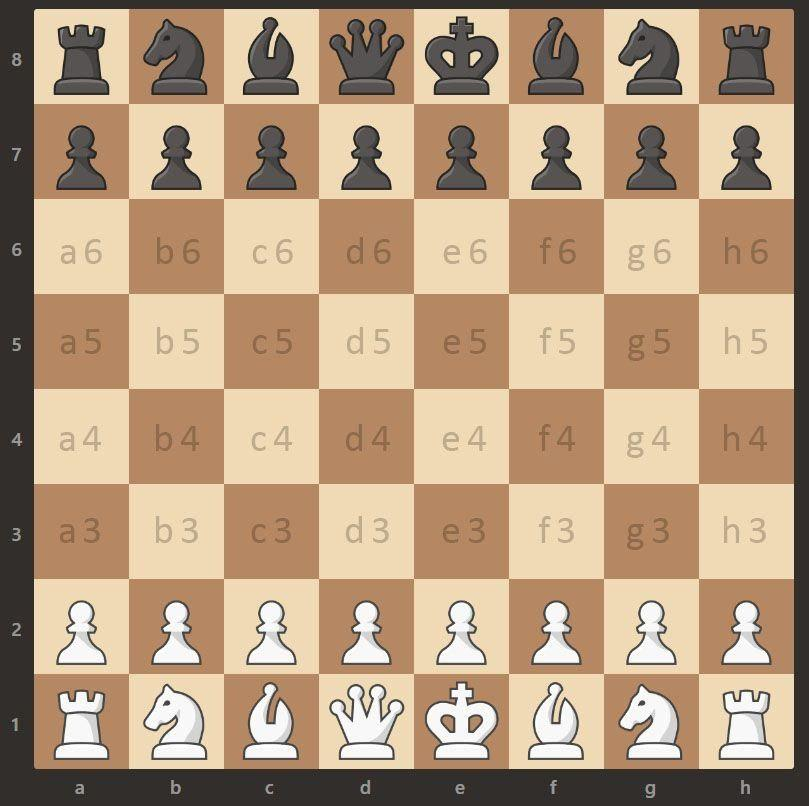 8
7
6 a6 b6 c6 d6 e6 f6 g6 h6
5 a5 b5 c5 d5 e5 f5 g5 h5
4 a4 b4 c4 d4 e4 f4 g4 h4
3 a3 b3 c3 d3 e3 f3 g3 h3
2
1
a b c d e f g h